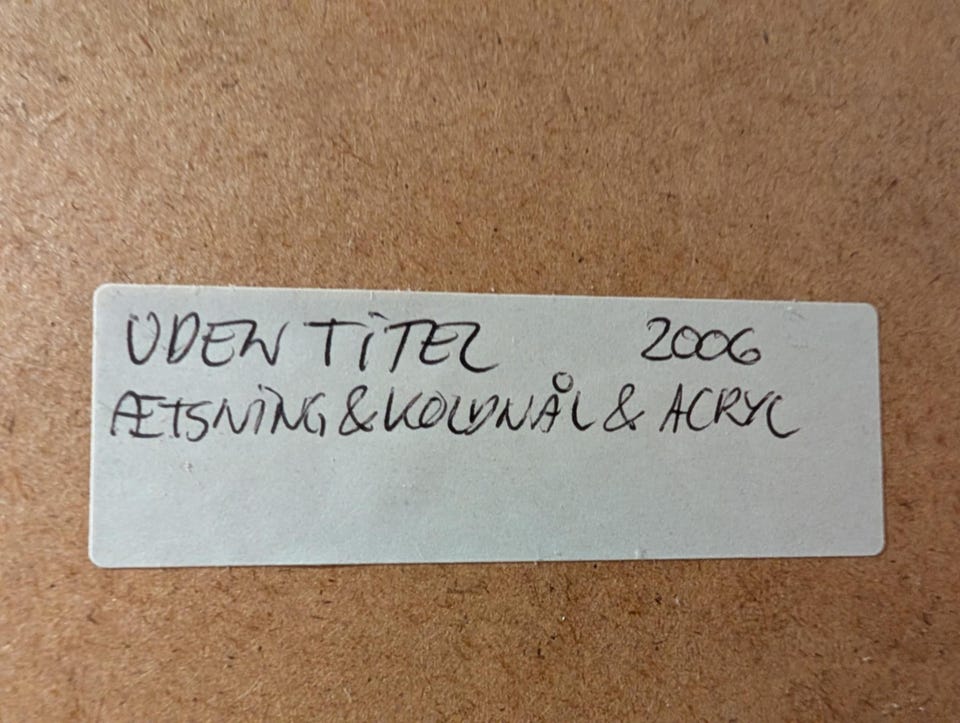 UDEN TiTEL 2006
ÆTSNiNG & KOLDNÅL & ACRYL